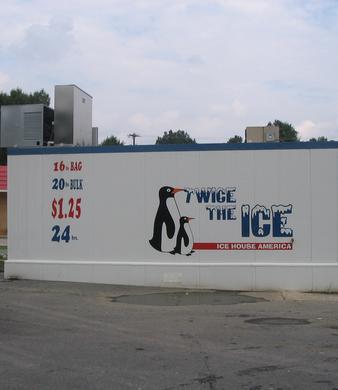 16 lb BAG
20 lb BULK
$1.25
24 hrs.
TWICE
THE ICE
ICE HOUSE AMERICA